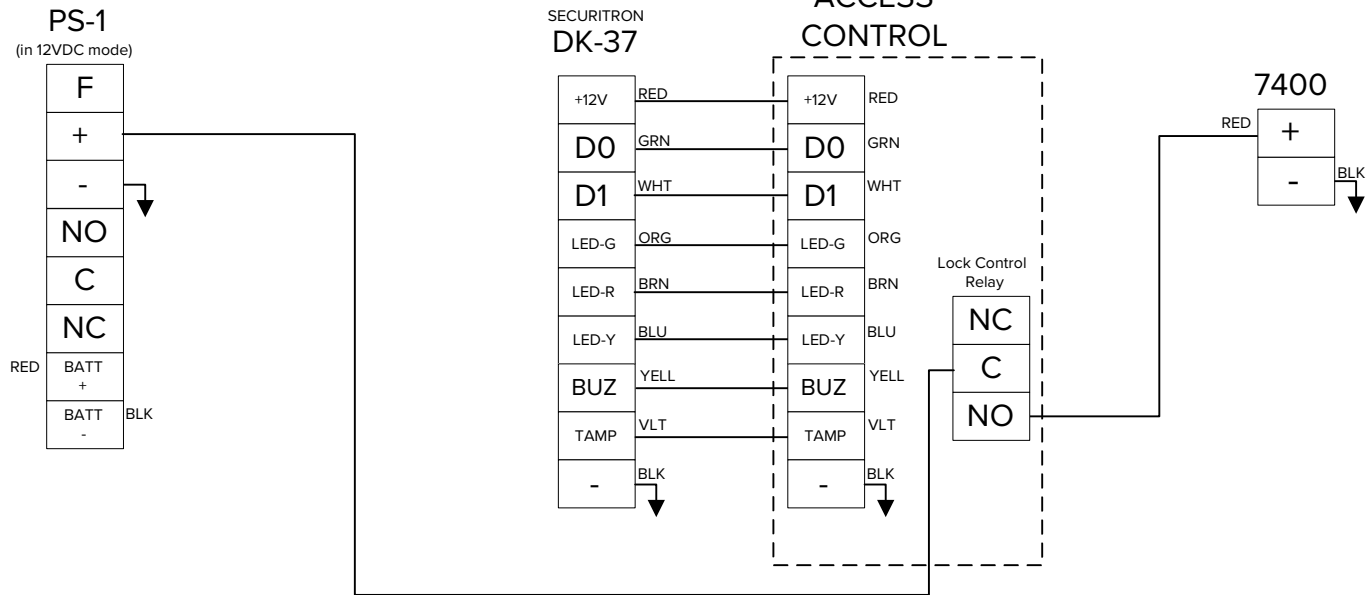 PS-1
(in 12VDC mode)
F
+
-
NO
C
NC
RED
BATT
+
BATT
-
BLK
SECURITRON
DK-37
+12V
RED
D0
GRN
D1
WHT
LED-G
ORG
LED-R
BRN
LED-Y
BLU
BUZ
YELL
TAMP
VLT
-
BLK
ACCESS
CONTROL
+12V
RED
D0
GRN
D1
WHT
LED-G
ORG
LED-R
BRN
LED-Y
BLU
BUZ
YELL
TAMP
VLT
-
BLK
Lock Control
Relay
NC
C
NO
7400
RED
+
-
BLK